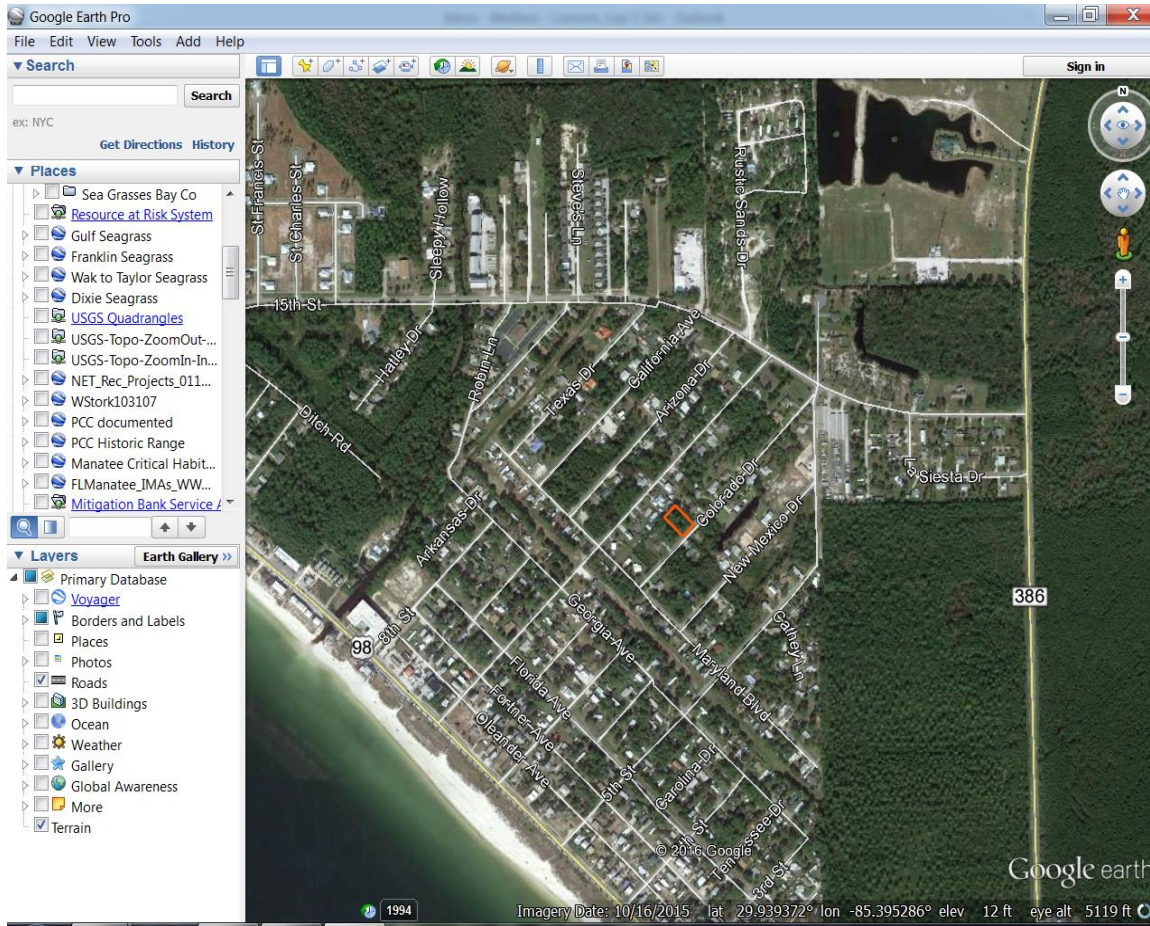 Google Earth Pro
File Edit View Tools Add Help
▼ Search
Search
ex: NYC
Get Directions History
▼ Places
Sea Grasses Bay Co
Resource at Risk System
Gulf Seagrass
Franklin Seagrass
Wak to Taylor Seagrass
Dixie Seagrass
USGS Quadrangles
USGS-Topo-ZoomOut-...
USGS-Topo-ZoomIn-In...
NET_Rec_Projects_011...
WStork103107
PCC documented
PCC Historic Range
Manatee Critical Habit...
FLManatee_IMAs_WW...
Mitigation Bank Service
▼ Layers
Earth Gallery »
Primary Database
Voyager
Borders and Labels
Places
Photos
Roads
3D Buildings
Ocean
Weather
Gallery
Global Awareness
More
Terrain
Sign in
N
St Francis St
St Charles St
Sleepy Hollow
Steve's Ln
Rustic Sands Dr
15th St
Hatley Dr
Robin Ln
Texas Dr
California Ave
Arizona Dr
Ditch Rd
La Siesta Dr
Colorado Dr
Arkansas Dr
New Mexico Dr
386
8th St
98
Georgia Ave
Cathey Ln
Maryland Blvd
Florida Ave
Fortner Ave
Oleander Ave
5th St
Carolina Dr
Tennessee Dr
3rd St
© 2016 Google
Google earth
1994
Imagery Date: 10/16/2015 lat 29.939372° lon -85.395286° elev 12 ft eye alt 5119 ft